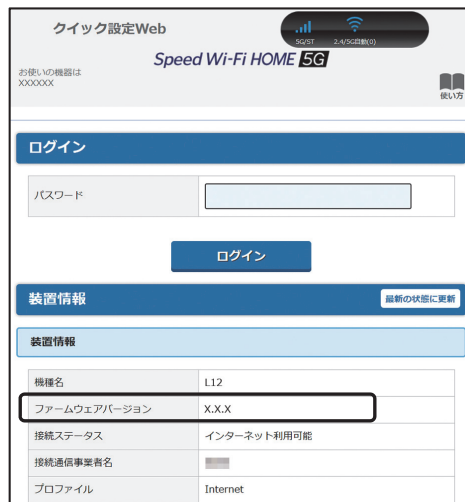 クイック設定Web
5G/ST 2.4/5G自動(0)
Speed Wi-Fi HOME 5G
お使いの機器は
XXXXXX
使い方
ログイン
パスワード
ログイン
装置情報 最新の状態に更新
装置情報
機種名 L12
ファームウェアバージョン X.X.X
接続ステータス インターネット利用可能
接続通信事業者名
プロファイル Internet